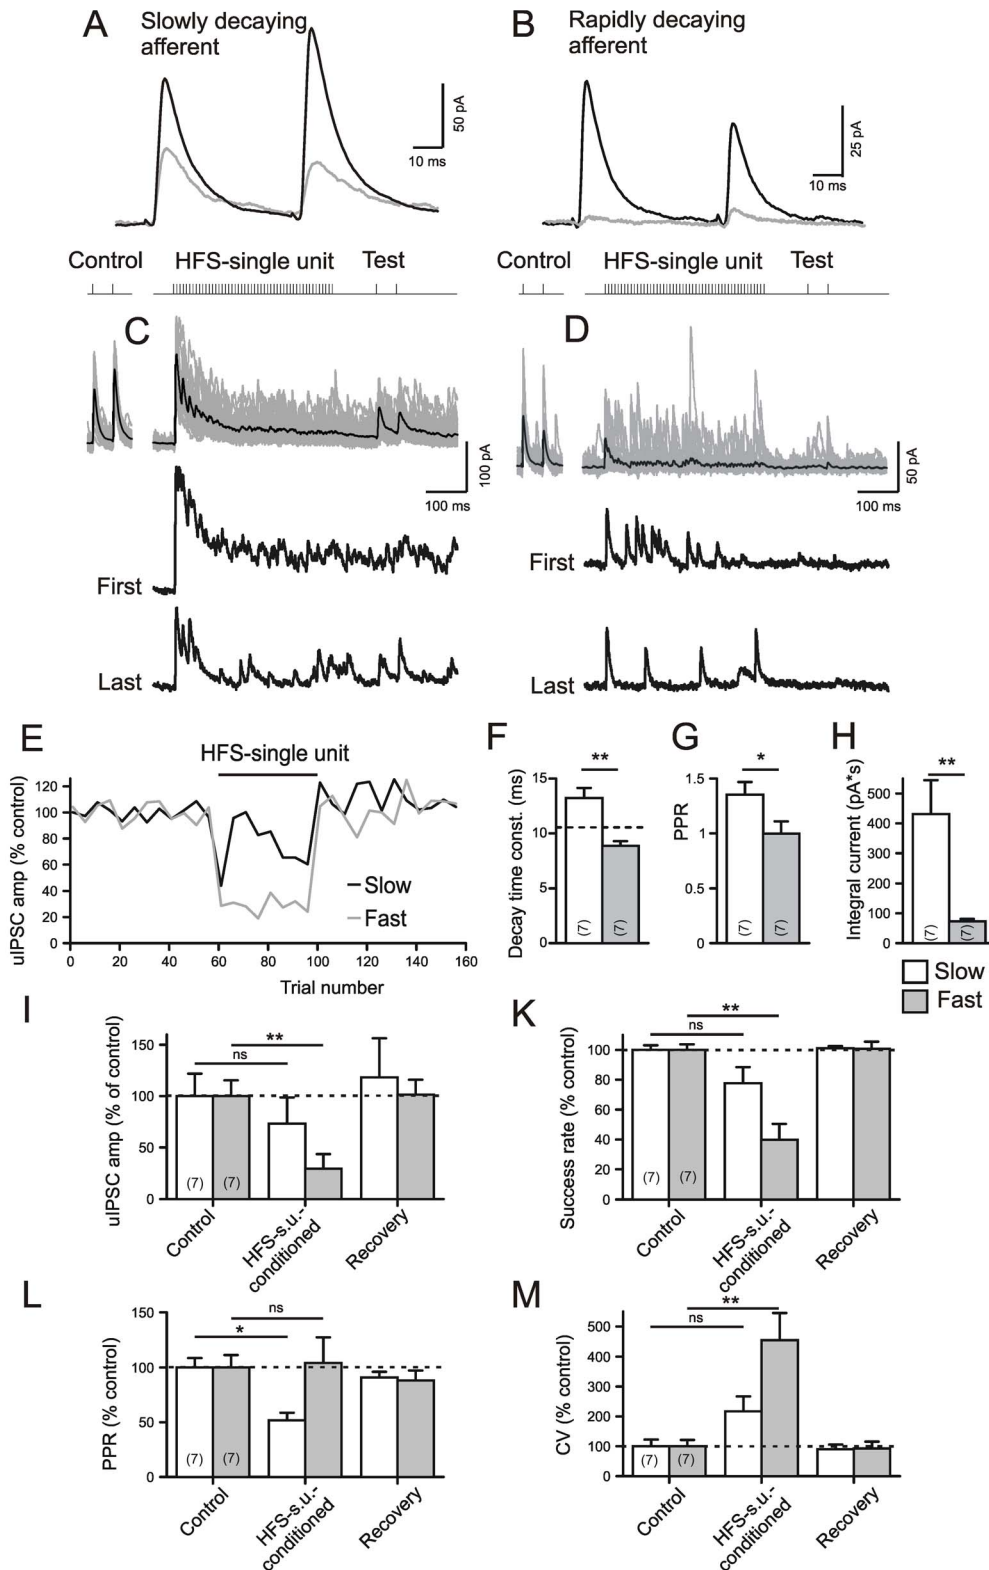 A
Slowly decaying
afferent
50 pA
10 ms
B
Rapidly decaying
afferent
25 pA
10 ms
Control
HFS-single unit
Test
Control
HFS-single unit
Test
C
100 pA
100 ms
First
Last
D
50 pA
100 ms
First
Last
E
HFS-single unit
uIPSC amp (% control)
120
100
80
60
40
20
0
Slow
Fast
0
20
40
60
80
100
120
140
160
Trial number
F
**
Decay time const. (ms)
15
10
5
0
(7)
(7)
G
*
PPR
1.5
1
0.5
0
(7)
(7)
H
**
Integral current (pA*s)
500
400
300
200
100
0
(7)
(7)
Slow
Fast
I
**
ns
uIPSC amp (% of control)
150
100
50
0
(7)
(7)
Control
HFS-s.u.-
conditioned
Recovery
K
**
ns
Success rate (% control)
100
80
60
40
20
0
(7)
(7)
Control
HFS-s.u.-
conditioned
Recovery
L
ns
*
PPR (% control)
150
100
50
0
(7)
(7)
Control
HFS-s.u.-
conditioned
Recovery
M
**
ns
CV (% control)
500
400
300
200
100
0
(7)
(7)
Control
HFS-s.u.-
conditioned
Recovery